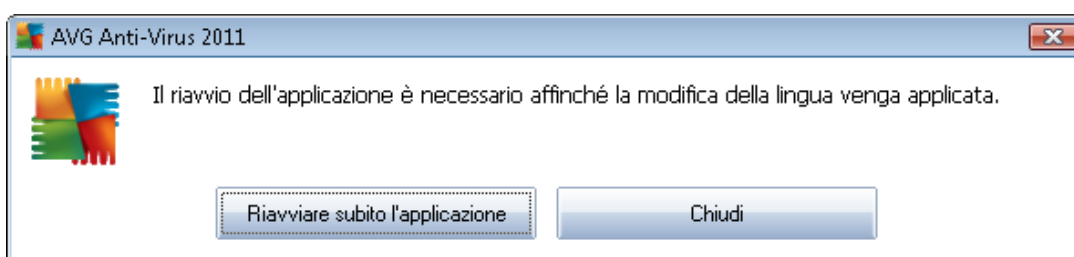 AVG Anti-Virus 2011
Il riavvio dell'applicazione è necessario affinché la modifica della lingua venga applicata.
Riavviare subito l'applicazione
Chiudi